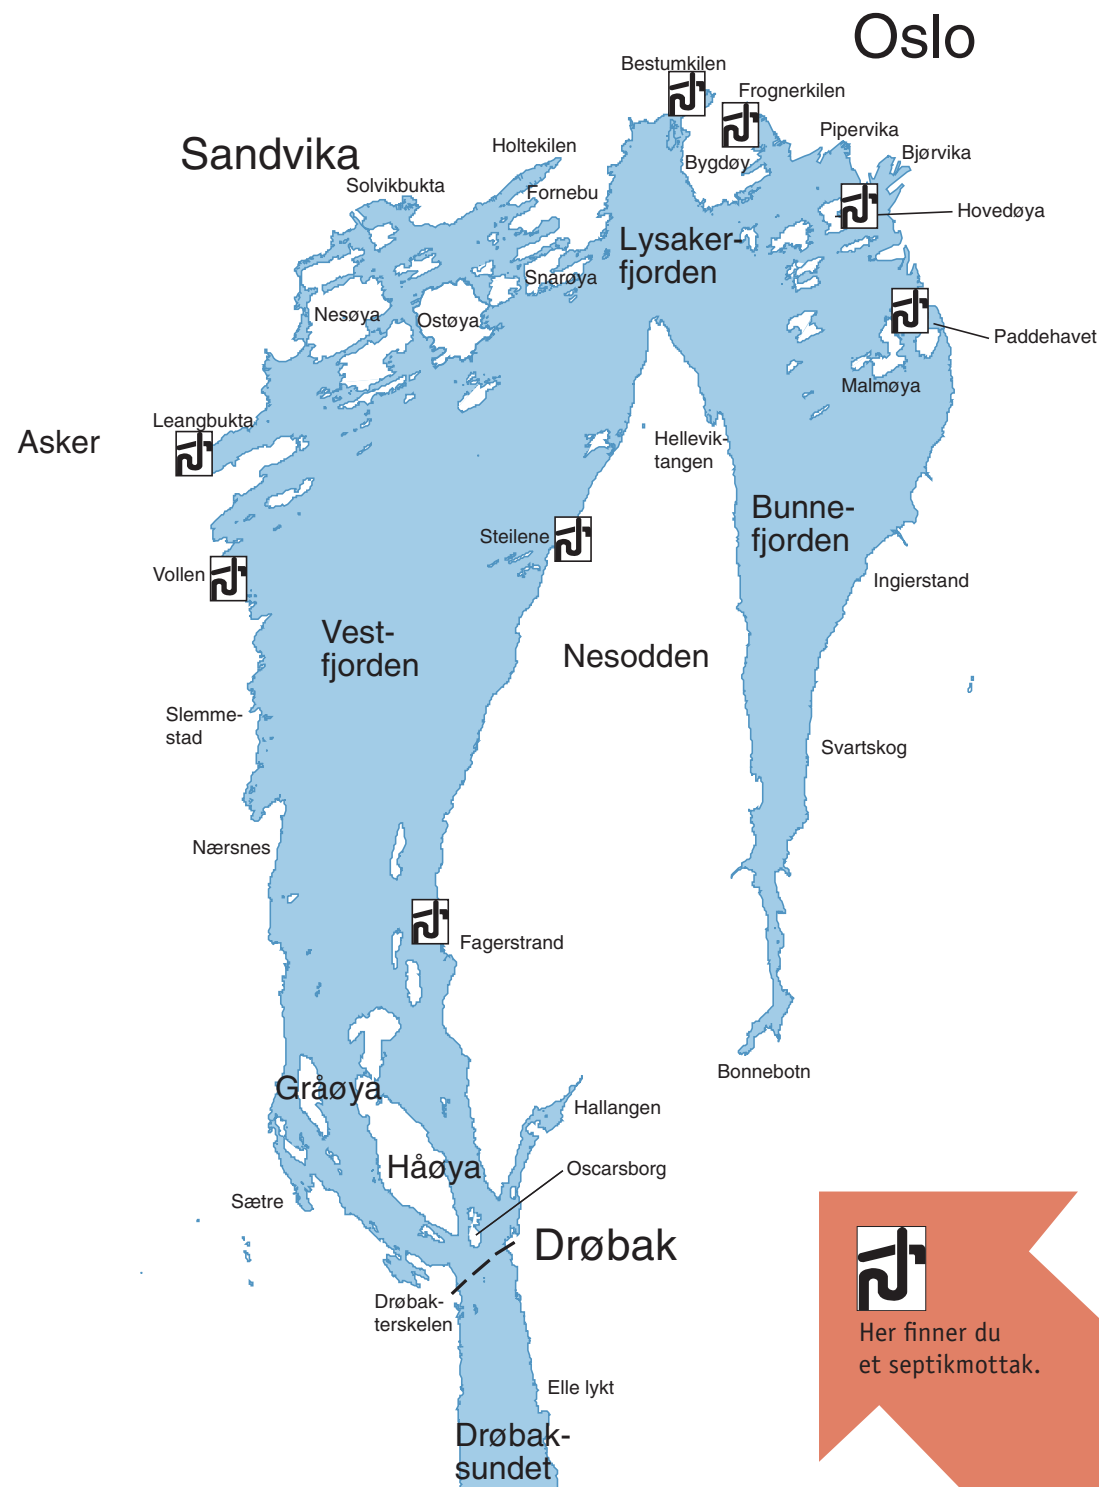 Oslo
Bestumkilen
Frognerkilen
Pipervika
Bjørvika
Sandvika
Holtekilen
Bygdøy
Solvikbukta
Fornebu
Hovedøya
Lysaker-
fjorden
Snarøya
Nesøya
Ostøya
Paddehavet
Malmøya
Leangbukta
Asker
Hellevik-
tangen
Bunne-
fjorden
Steilene
Vollen
Ingierstand
Vest-
fjorden
Nesodden
Slemme-
stad
Svartskog
Nærsnes
Fagerstrand
Bonnebotn
Gråøya
Hallangen
Håøya
Oscarsborg
Sætre
Drøbak
Drøbak-
terskelen
Her finner du
et septikmottak.
Elle lykt
Drøbak-
sundet